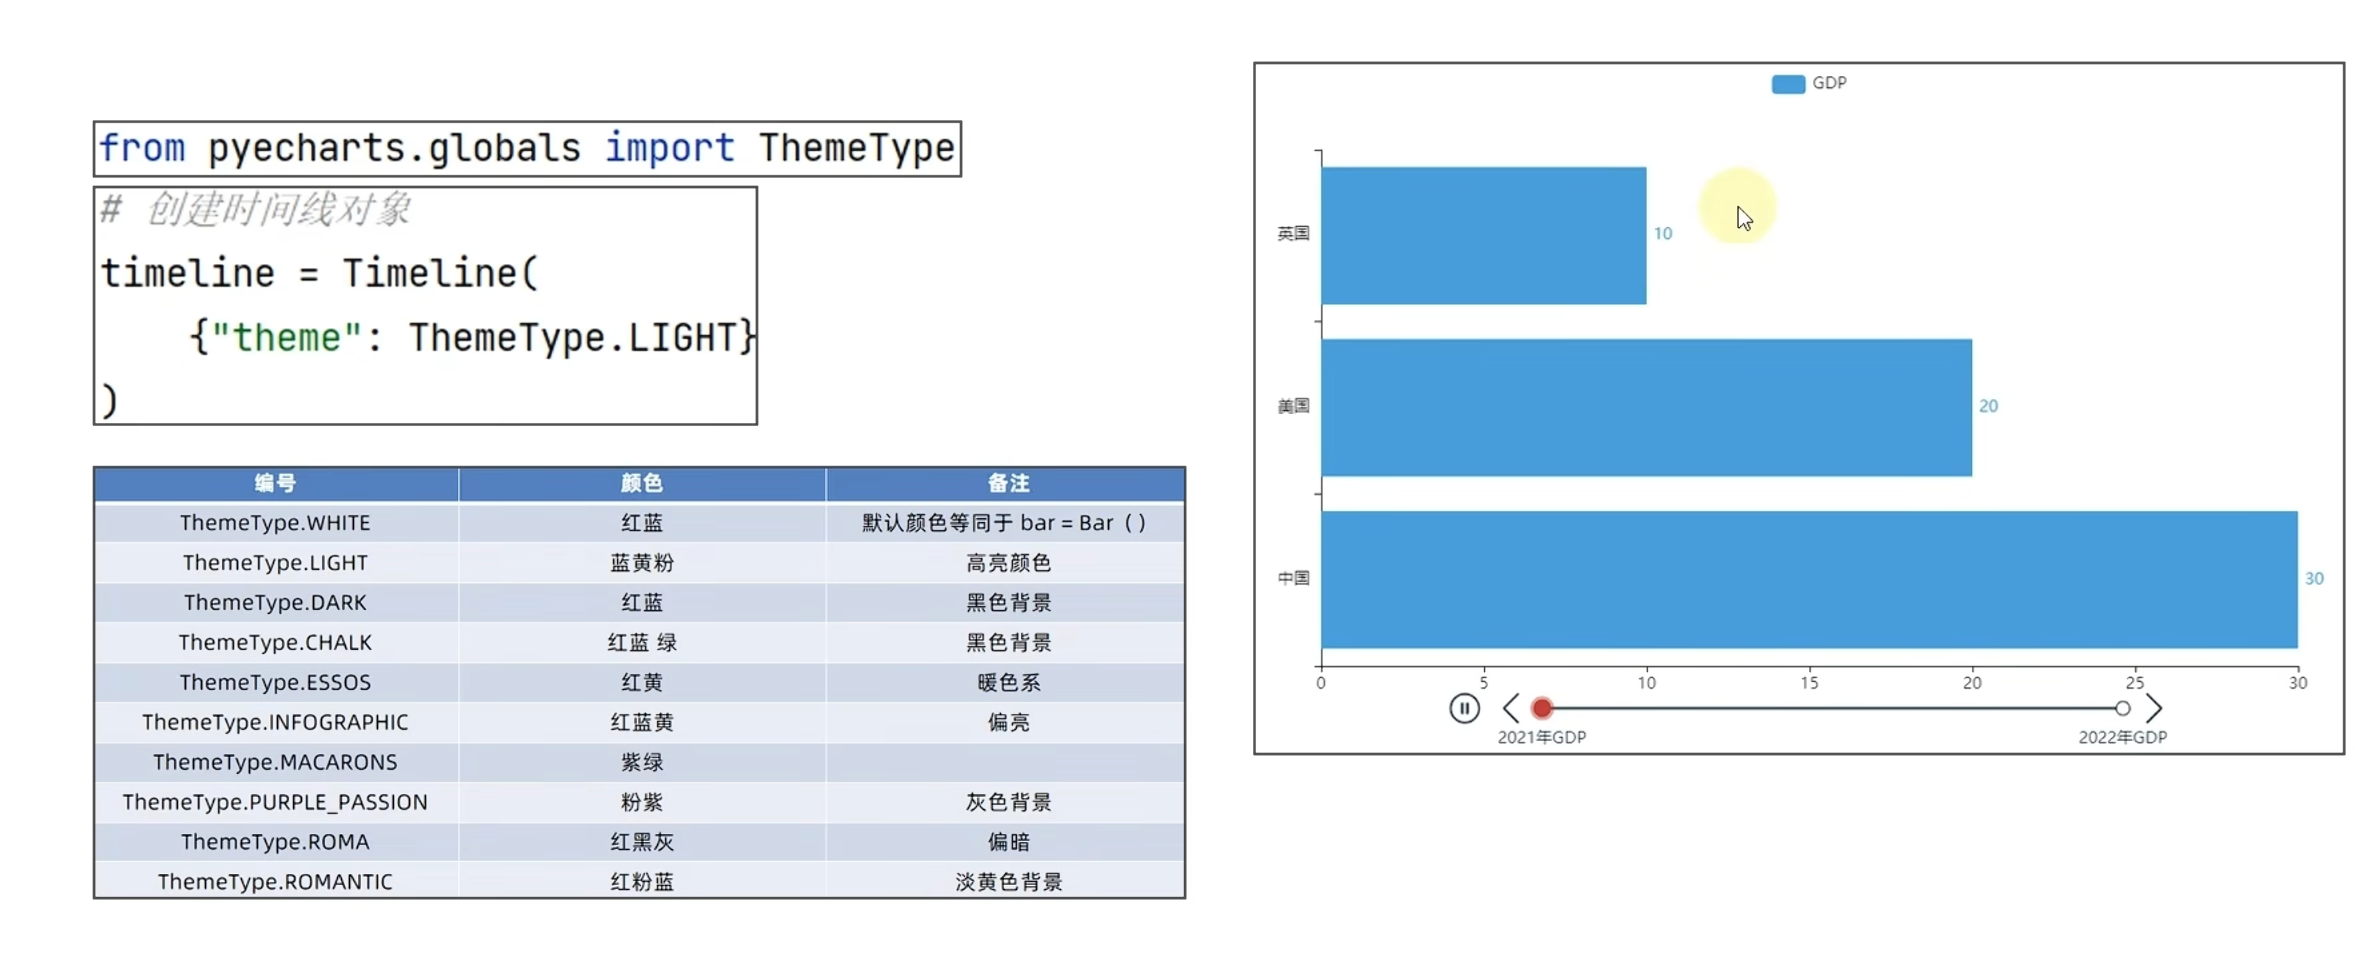 from pyecharts.globals import ThemeType
# 创建时间线对象
timeline = Timeline(
{"theme": ThemeType.LIGHT}
)
编号 颜色 备注
ThemeType.WHITE 红蓝 默认颜色等同于 bar = Bar（）
ThemeType.LIGHT 蓝黄粉 高亮颜色
ThemeType.DARK 红蓝 黑色背景
ThemeType.CHALK 红蓝 绿 黑色背景
ThemeType.ESSOS 红黄 暖色系
ThemeType.INFOGRAPHIC 红蓝黄 偏亮
ThemeType.MACARONS 紫绿
ThemeType.PURPLE_PASSION 粉紫 灰色背景
ThemeType.ROMA 红黑灰 偏暗
ThemeType.ROMANTIC 红粉蓝 淡黄色背景
GDP
英国 10
美国 20
中国 30
0 5 10 15 20 25 30
2021年GDP 2022年GDP